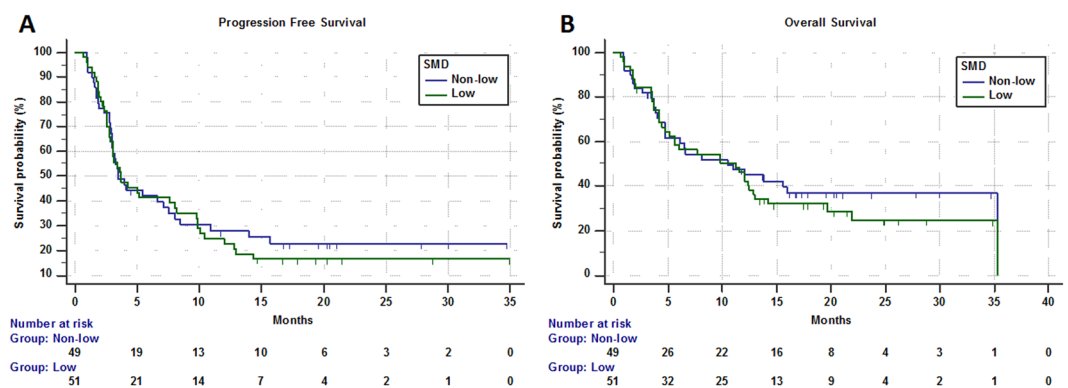 A
Progression Free Survival
Survival probability (%)
100
90
80
70
60
50
40
30
20
10
SMD
Non-low
Low
0 5 10 15 20 25 30 35
Months
Number at risk
Group: Non-low
49 19 13 10 6 3 2 0
Group: Low
51 21 14 7 4 2 1 0
B
Overall Survival
Survival probability (%)
100
80
60
40
20
0
SMD
Non-low
Low
0 5 10 15 20 25 30 35 40
Months
Number at risk
Group: Non-low
49 26 22 16 8 4 3 1 0
Group: Low
51 32 25 13 9 4 2 1 0